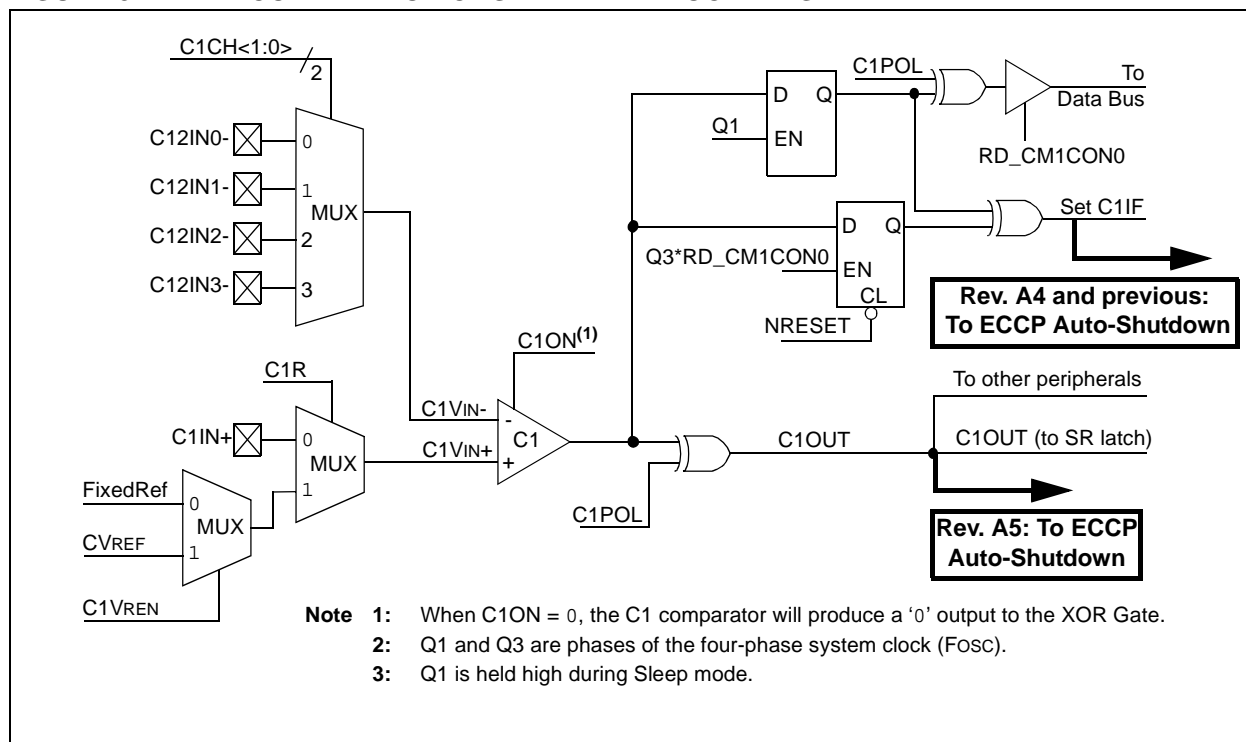 C1CH<1:0>
2
C12IN0-
0
C12IN1-
1
MUX
C12IN2-
2
C12IN3-
3
C1R
C1IN+
0
MUX
1
FixedRef
0
MUX
CVREF
1
C1VREN
C1ON(1)
C1VIN-
-
C1
C1VIN+
+
D Q
Q1
EN
C1POL
To
Data Bus
RD_CM1CON0
D Q
Q3*RD_CM1CON0
EN
CL
NRESET
Set C1IF
Rev. A4 and previous:
To ECCP Auto-Shutdown
To other peripherals
C1OUT
C1OUT (to SR latch)
C1POL
Rev. A5: To ECCP
Auto-Shutdown
Note 1: When C1ON = 0, the C1 comparator will produce a ‘0’ output to the XOR Gate.
2: Q1 and Q3 are phases of the four-phase system clock (FOSC).
3: Q1 is held high during Sleep mode.